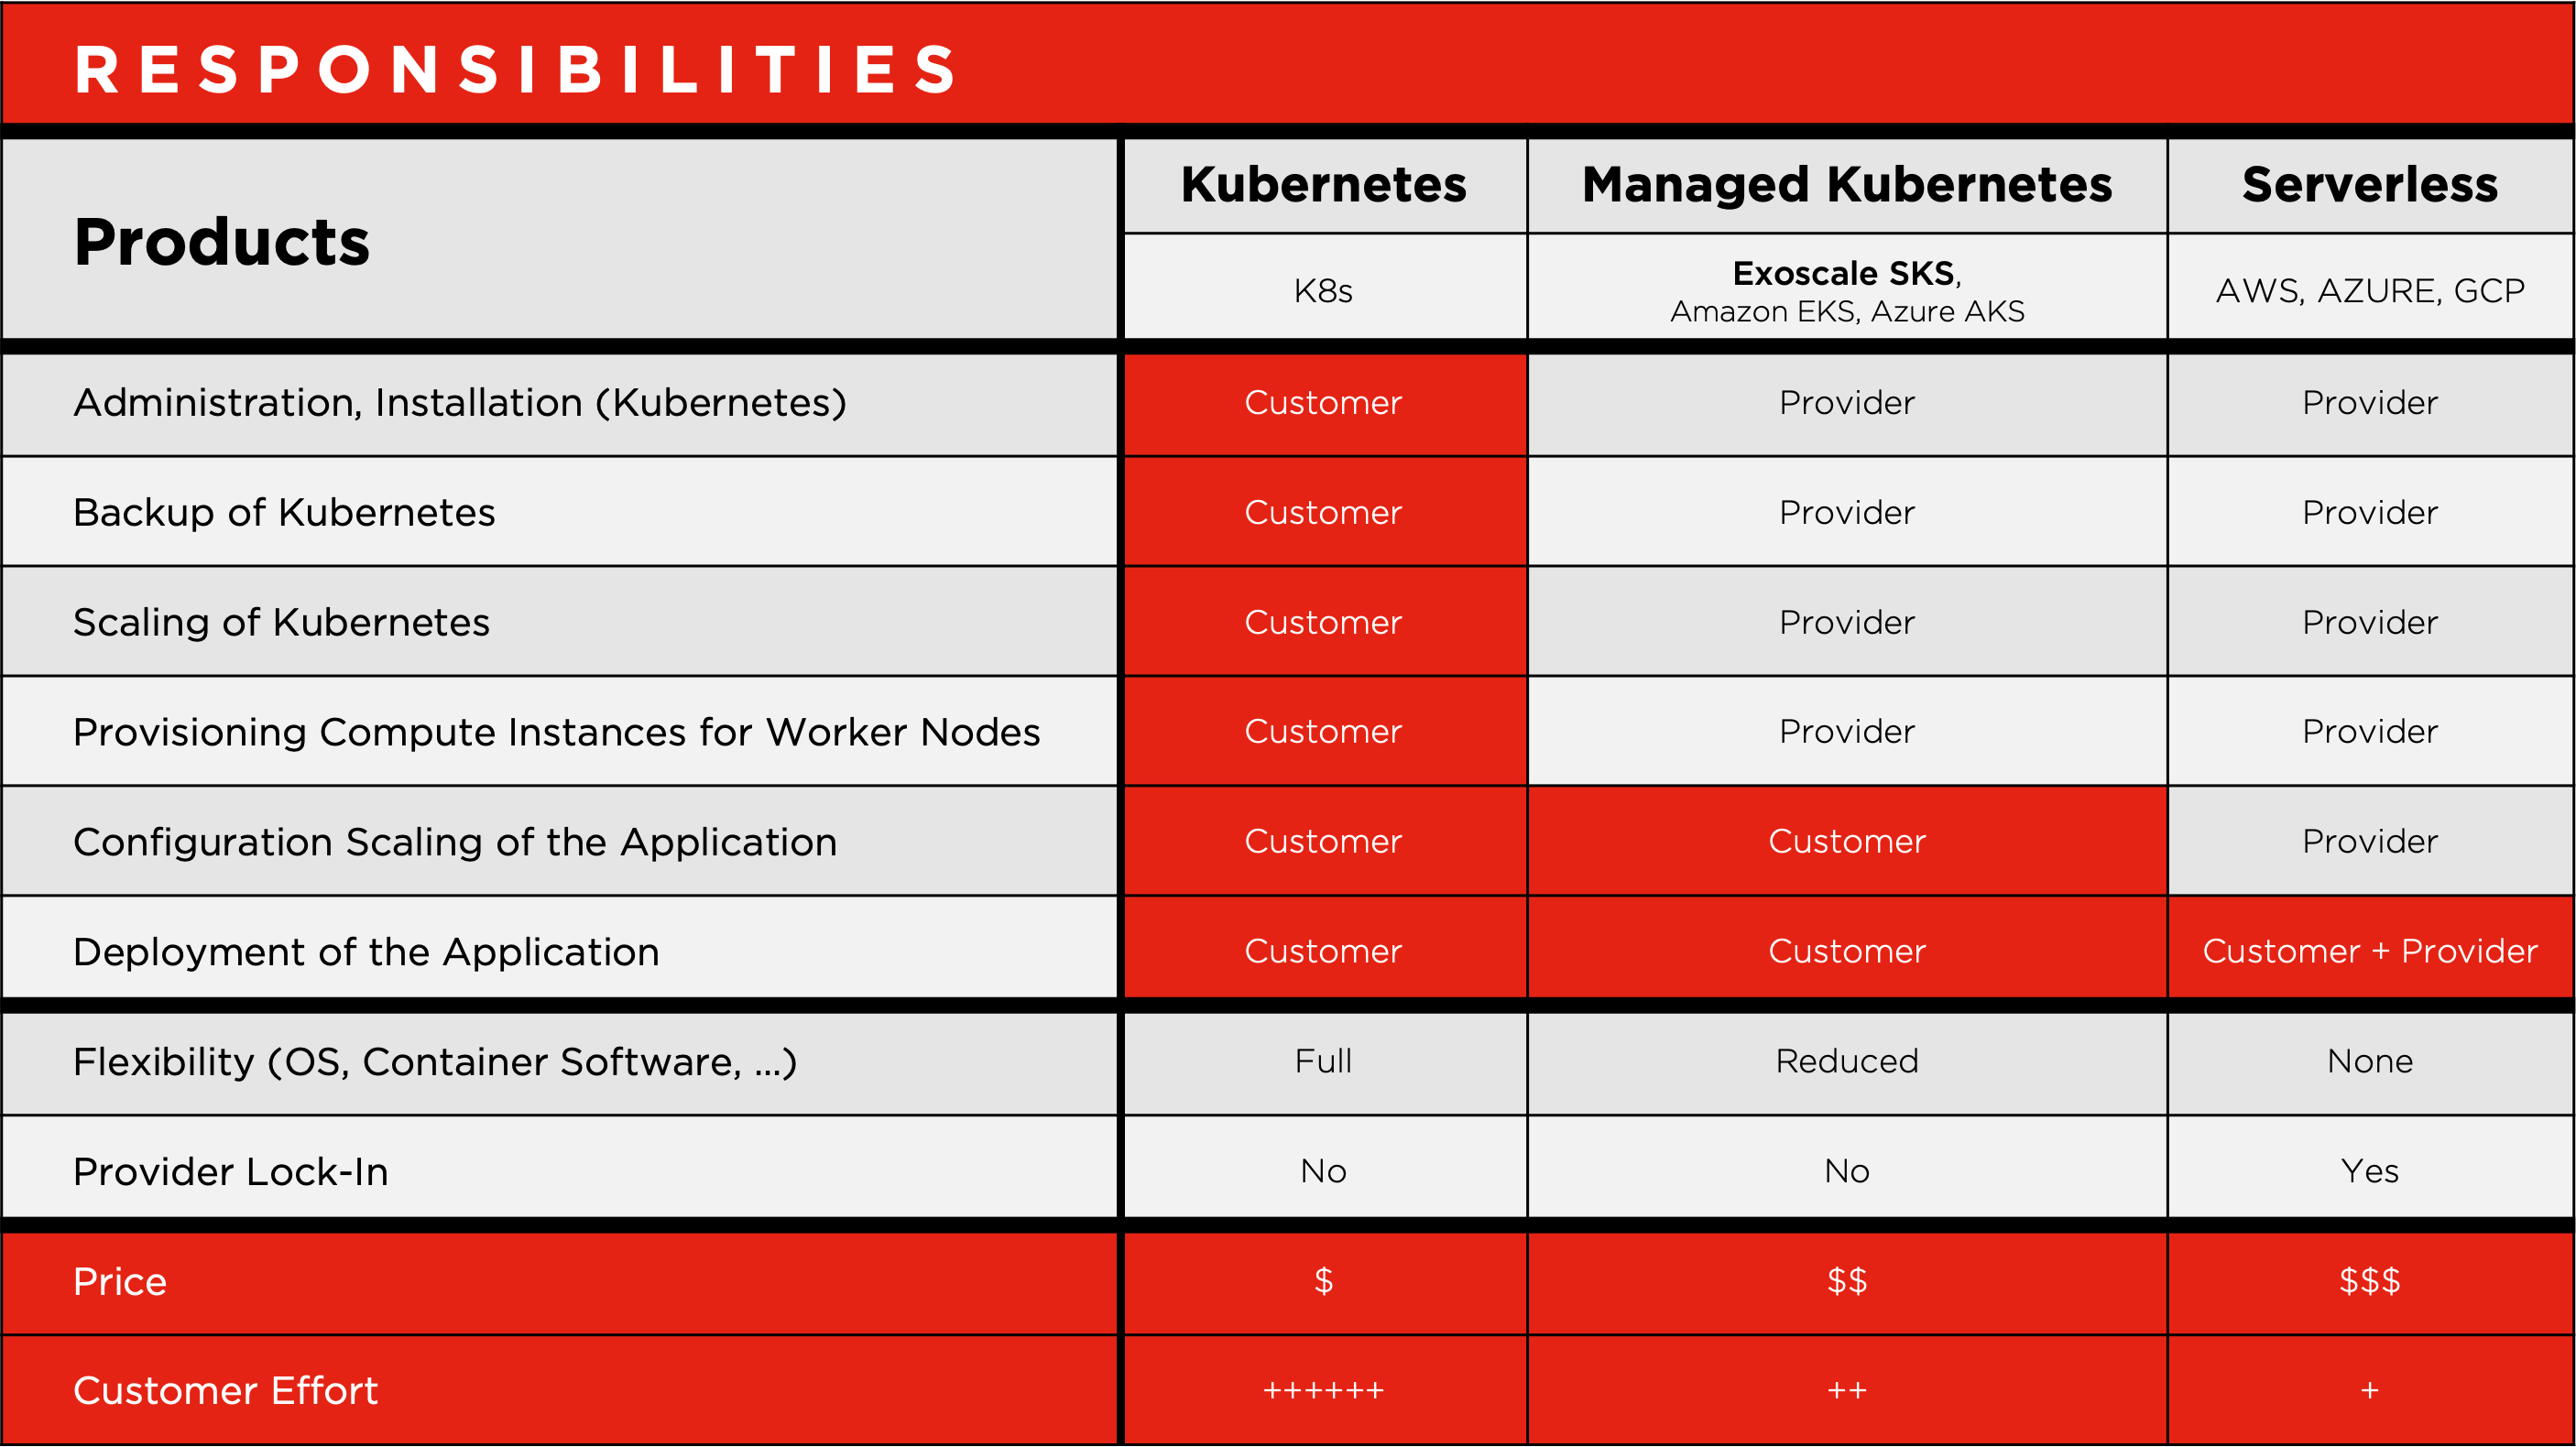 RESPONSIBILITIES
Products
Kubernetes
Managed Kubernetes
Serverless
K8s
Exoscale SKS,
Amazon EKS, Azure AKS
AWS, AZURE, GCP
Administration, Installation (Kubernetes)
Customer
Provider
Provider
Backup of Kubernetes
Customer
Provider
Provider
Scaling of Kubernetes
Customer
Provider
Provider
Provisioning Compute Instances for Worker Nodes
Customer
Provider
Provider
Configuration Scaling of the Application
Customer
Customer
Provider
Deployment of the Application
Customer
Customer
Customer + Provider
Flexibility (OS, Container Software, ...)
Full
Reduced
None
Provider Lock-In
No
No
Yes
Price
$
$$
$$$
Customer Effort
++++++
++
+